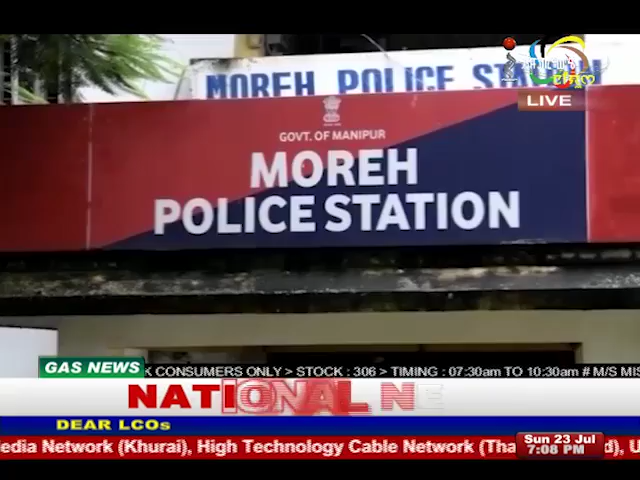 MOREH POLICE
LIVE
GOVT. OF MANIPUR
MOREH
POLICE STATION
GAS NEWS
K CONSUMERS ONLY > STOCK : 306 > TIMING : 07:30am TO 10:30am # M/S MIS
NATIONAL NE
DEAR LCOs
edia Network (Khurai), High Technology Cable Network (Tha d), U
Sun 23 Jul
7:08 PM